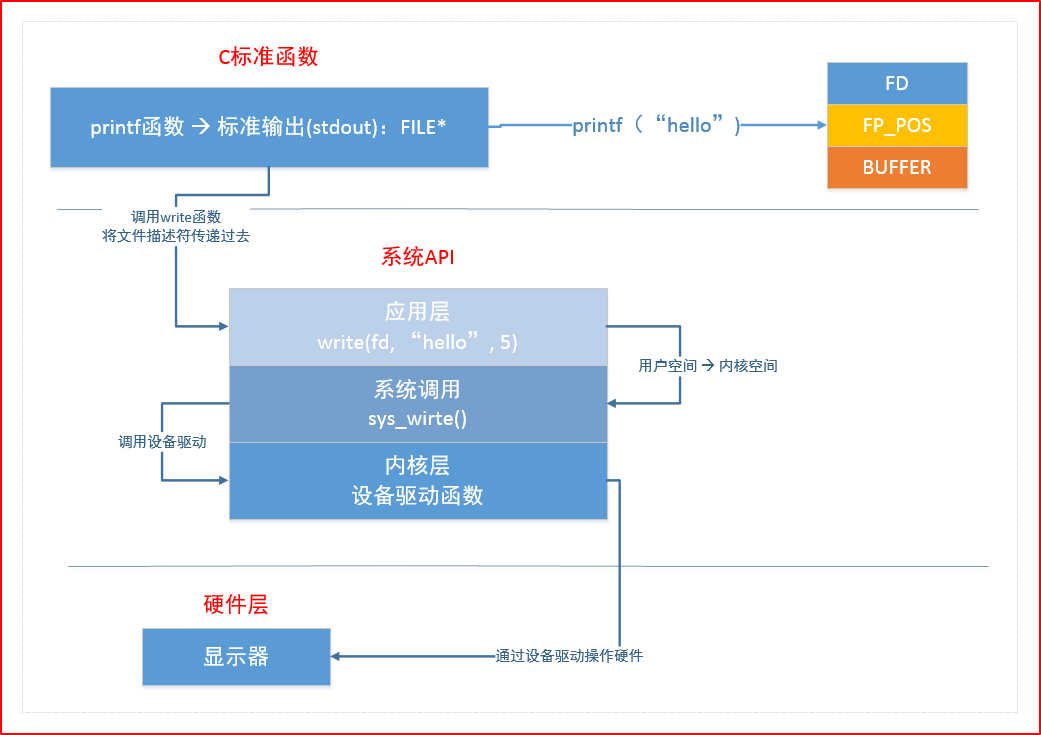 C标准函数
printf函数 → 标准输出(stdout)：FILE*
printf（ “hello” )
FD
FP_POS
BUFFER
调用write函数
将文件描述符传递过去
系统API
应用层
write(fd, “hello” , 5)
用户空间 → 内核空间
系统调用
sys_wirte()
调用设备驱动
内核层
设备驱动函数
硬件层
显示器
通过设备驱动操作硬件